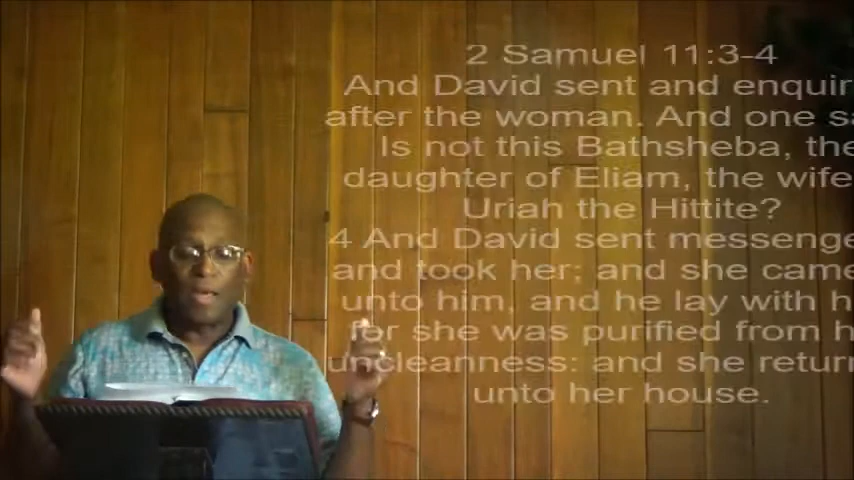 2 Samuel 11:3-4
And David sent and enquir
after the woman. And one sa
Is not this Bathsheba, the
daughter of Eliam, the wife
Uriah the Hittite?
4 And David sent messenge
and took her; and she came
unto him, and he lay with h
for she was purified from h
uncleanness: and she return
unto her house.